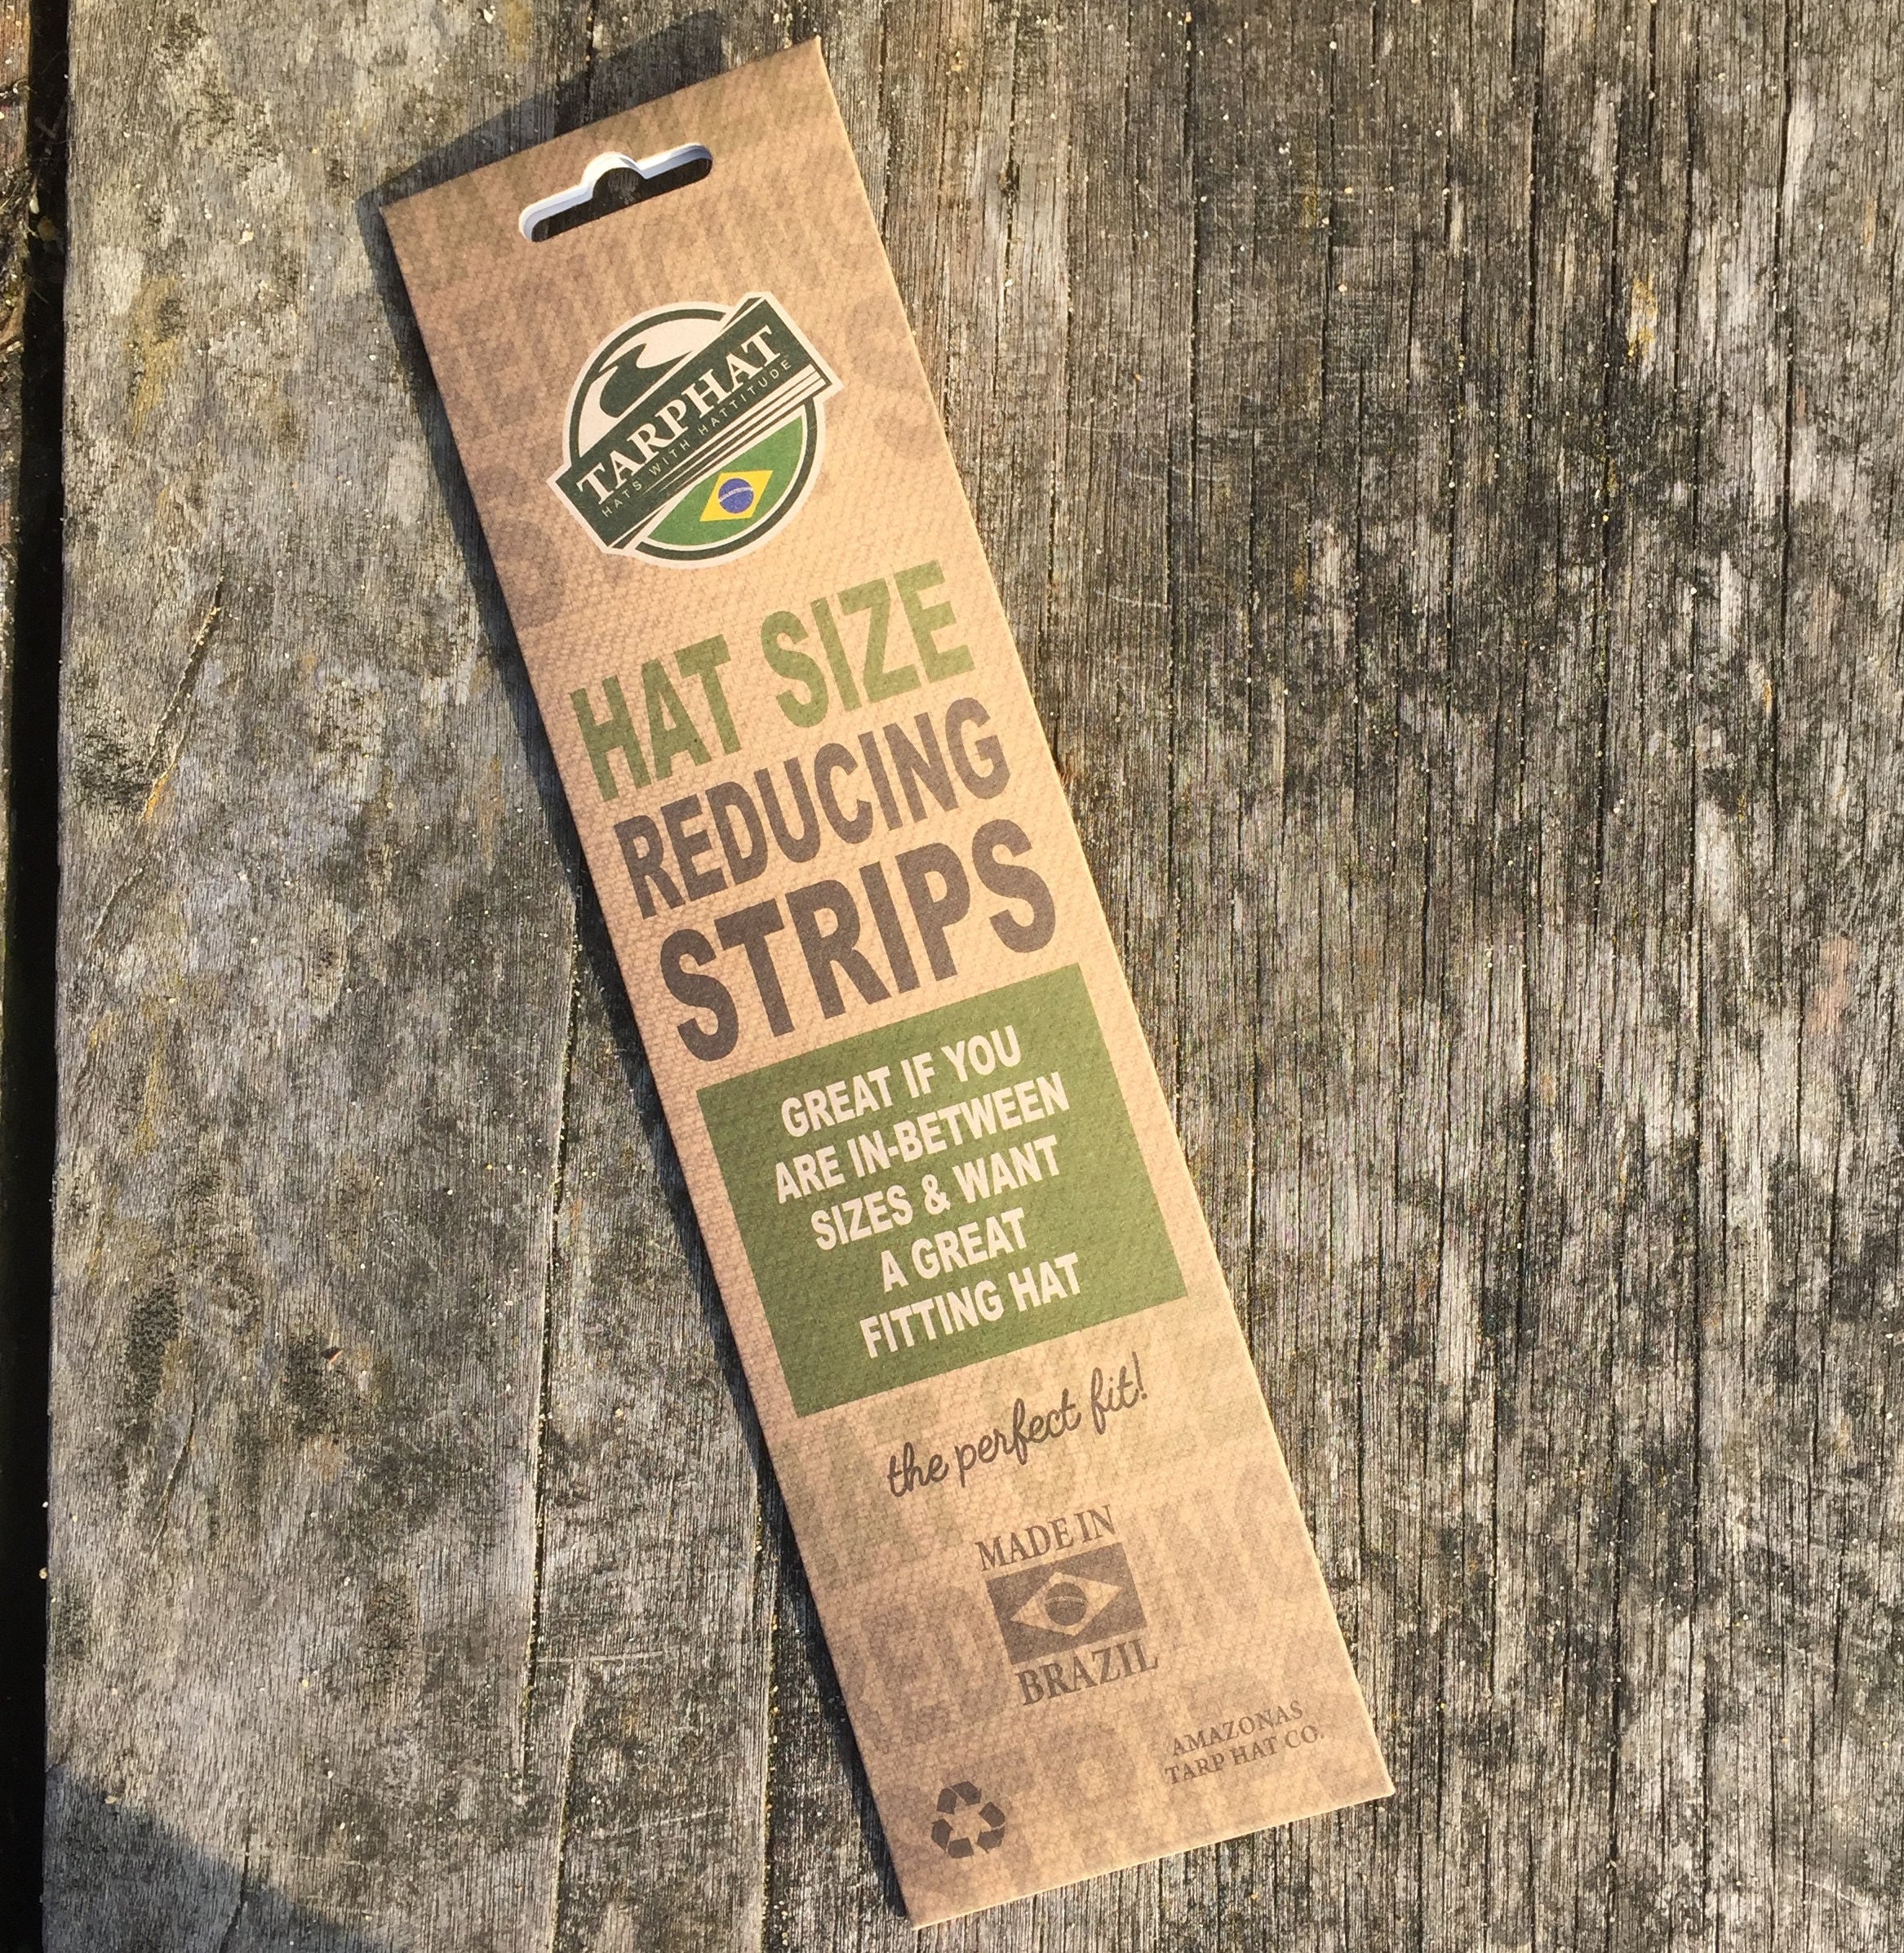 TARPHAT
HATS WITH HATTITUDE
HAT SIZE
REDUCING
STRIPS
GREAT IF YOU
ARE IN-BETWEEN
SIZES & WANT
A GREAT
FITTING HAT
the perfect fit!
MADE IN
BRAZIL
AMAZONAS
TARP HAT CO.